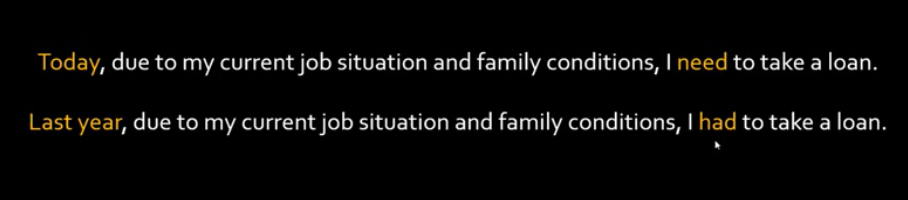 Today, due to my current job situation and family conditions, I need to take a loan.
Last year, due to my current job situation and family conditions, I had to take a loan.